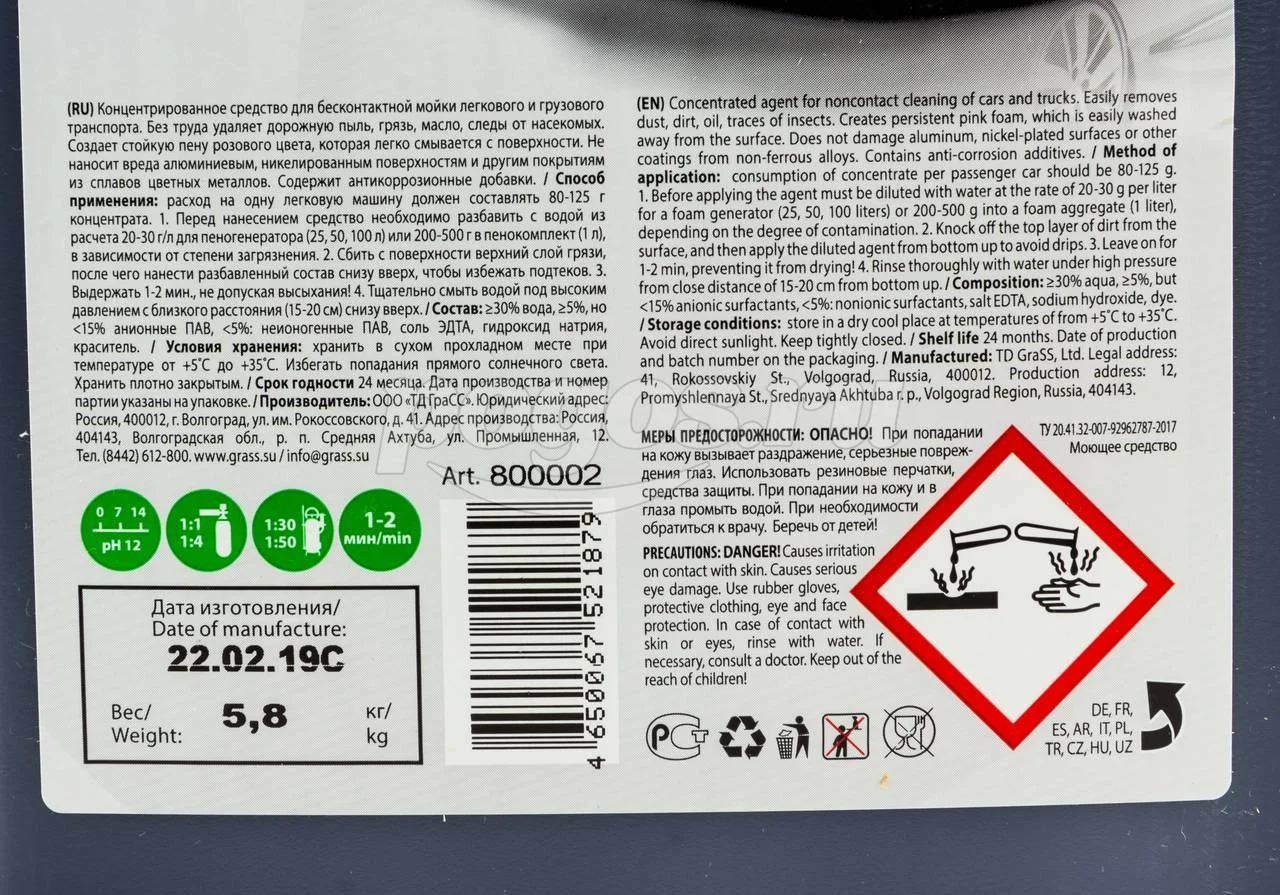 (RU) Концентрированное средство для бесконтактной мойки легкового и грузового
транспорта. Без труда удаляет дорожную пыль, грязь, масло, следы от насекомых.
Создает стойкую пену розового цвета, которая легко смывается с поверхности. Не
наносит вреда алюминиевым, никелированным поверхностям и другим покрытиям
из сплавов цветных металлов. Содержит антикоррозионные добавки. / Способ
применения: расход на одну легковую машину должен составлять 80-125 г
концентрата. 1. Перед нанесением средство необходимо разбавить с водой из
расчета 20-30 г/л для пеногенератора (25, 50, 100 л) или 200-500 г в пенокомплект (1 л),
в зависимости от степени загрязнения. 2. Сбить с поверхности верхний слой грязи,
после чего нанести разбавленный состав снизу вверх, чтобы избежать подтеков. 3.
Выдержать 1-2 мин., не допуская высыхания! 4. Тщательно смыть водой под высоким
давлением с близкого расстояния (15-20 см) снизу вверх. / Состав: ≥30% вода, ≥5%, но
<15% анионные ПАВ, <5%: неионогенные ПАВ, соль ЭДТА, гидроксид натрия,
краситель. / Условия хранения: хранить в сухом прохладном месте при
температуре от +5˚С до +35˚С. Избегать попадания прямого солнечного света.
Хранить плотно закрытым. / Срок годности 24 месяца. Дата производства и номер
партии указаны на упаковке. / Производитель: ООО «ТД ГраСС». Юридический адрес:
Россия, 400012, г. Волгоград, ул. им. Рокоссовского, д. 41. Адрес производства: Россия,
404143, Волгоградская обл., р. п. Средняя Ахтуба, ул. Промышленная, 12.
Тел. (8442) 612-800. www.grass.su / info@grass.su
(EN) Concentrated agent for noncontact cleaning of cars and trucks. Easily removes
dust, dirt, oil, traces of insects. Creates persistent pink foam, which is easily washed
away from the surface. Does not damage aluminum, nickel-plated surfaces or other
coatings from non-ferrous alloys. Contains anti-corrosion additives. / Method of
application: consumption of concentrate per passenger car should be 80-125 g.
1. Before applying the agent must be diluted with water at the rate of 20-30 g per liter
for a foam generator (25, 50, 100 liters) or 200-500 g into a foam aggregate (1 liter),
depending on the degree of contamination. 2. Knock off the top layer of dirt from the
surface, and then apply the diluted agent from bottom up to avoid drips. 3. Leave on for
1-2 min, preventing it from drying! 4. Rinse thoroughly with water under high pressure
from close distance of 15-20 cm from bottom up. / Composition: ≥30% aqua, ≥5%, but
<15% anionic surfactants, <5%: nonionic surfactants, salt EDTA, sodium hydroxide, dye.
/ Storage conditions: store in a dry cool place at temperatures of from +5˚C to +35˚C.
Avoid direct sunlight. Keep tightly closed. / Shelf life 24 months. Date of production
and batch number on the packaging. / Manufactured: TD GraSS, Ltd. Legal address:
41, Rokossovskiy St., Volgograd, Russia, 400012. Production address: 12,
Promyshlennaya St., Srednyaya Akhtuba r. p., Volgograd Region, Russia, 404143.
pogos.ru
Art. 800002
МЕРЫ ПРЕДОСТОРОЖНОСТИ: ОПАСНО! При попадании
на кожу вызывает раздражение, серьезные повреж-
дения глаз. Использовать резиновые перчатки,
средства защиты. При попадании на кожу и в
глаза промыть водой. При необходимости
обратиться к врачу. Беречь от детей!
ТУ 20.41.32-007-92962787-2017
Моющее средство
PRECAUTIONS: DANGER! Causes irritation
on contact with skin. Causes serious
eye damage. Use rubber gloves,
protective clothing, eye and face
protection. In case of contact with
skin or eyes, rinse with water. If
necessary, consult a doctor. Keep out of the
reach of children!
0 7 14
pH 12
1:1
1:4
1:30
1:50
1-2
мин/min
Дата изготовления/
Date of manufacture:
22.02.19C
Вес/
Weight:
5,8
кг/
kg
4 650067 521879
РСТ
DE, FR,
ES, AR, IT, PL,
TR, CZ, HU, UZ